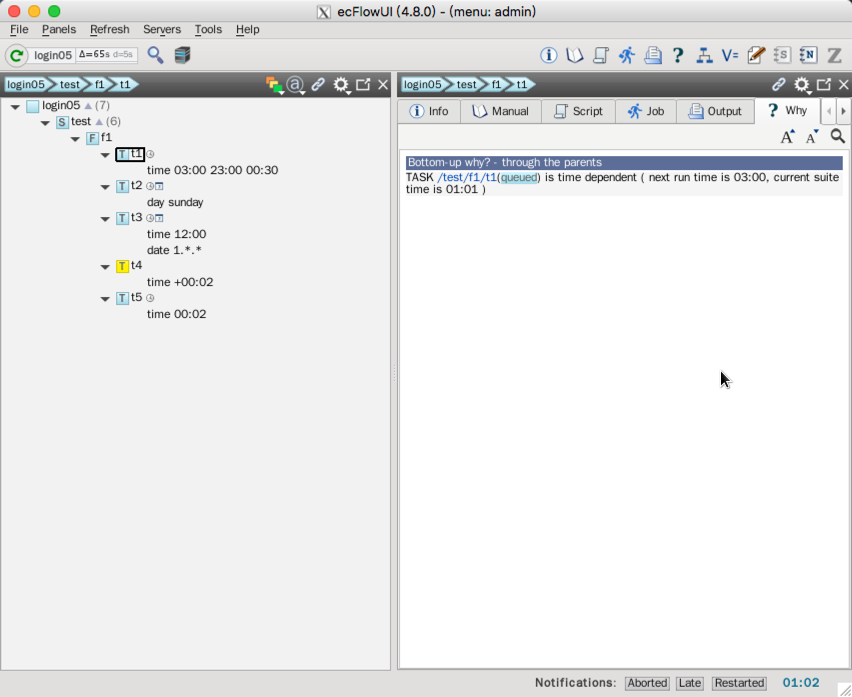 ecFlowUI (4.8.0) - (menu: admin)
File Panels Refresh Servers Tools Help
login05 Δ=65s d=5s
V= S N Z
login05 test f1 t1
login05 (7)
S test (6)
F f1
T t1
time 03:00 23:00 00:30
T t2
day sunday
T t3
time 12:00
date 1.*.*
T t4
time +00:02
T t5
time 00:02
login05 test f1 t1
Info Manual Script Job Output ? Why
A A
Bottom-up why? - through the parents
TASK /test/f1/t1(queued) is time dependent ( next run time is 03:00, current suite
time is 01:01 )
Notifications: Aborted Late Restarted 01:02